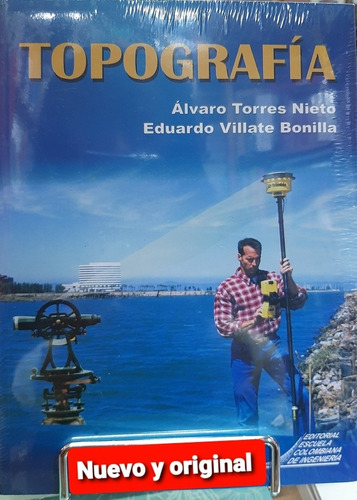 TOPOGRAFÍA
Álvaro Torres Nieto
Eduardo Villate Bonilla
EDITORIAL
ESCUELA
COLOMBIANA
DE INGENIERÍA
Nuevo y original